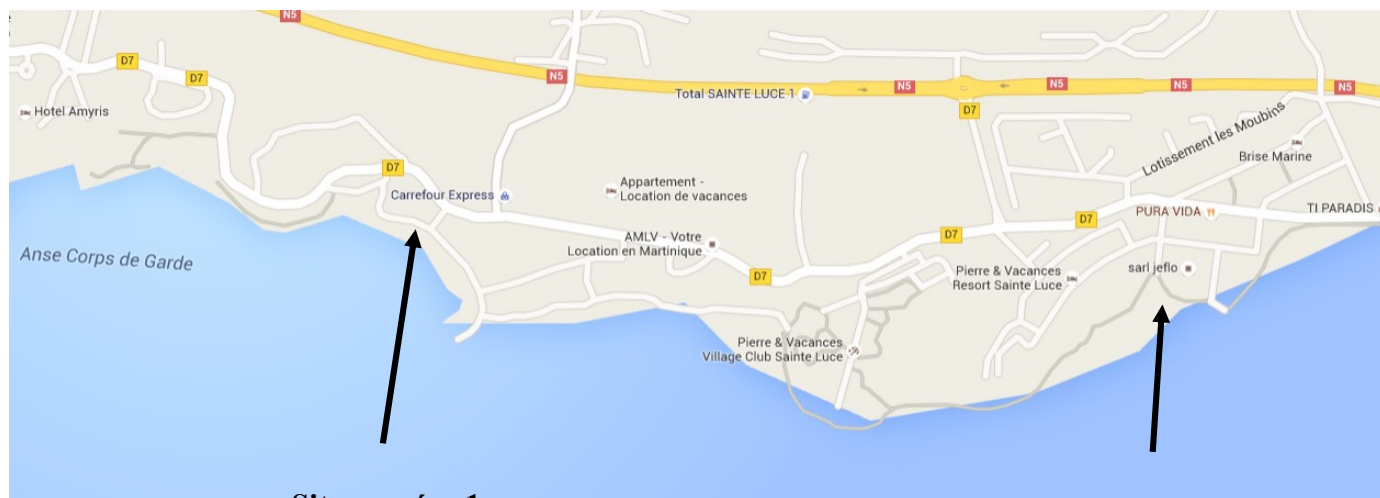 N5
D7
D7
N5
Total SAINTE LUCE 1
N5
N5
N5
N5
D7
Hotel Amyris
Lotissement les Moubins
Brise Marine
D7
Carrefour Express
Appartement -
Location de vacances
PURA VIDA
TI PARADIS
D7
AMLV - Votre
Location en Martinique
D7
Anse Corps de Garde
D7
Pierre & Vacances
Resort Sainte Luce
sarl jeflo
Pierre & Vacances
Village Club Sainte Luce